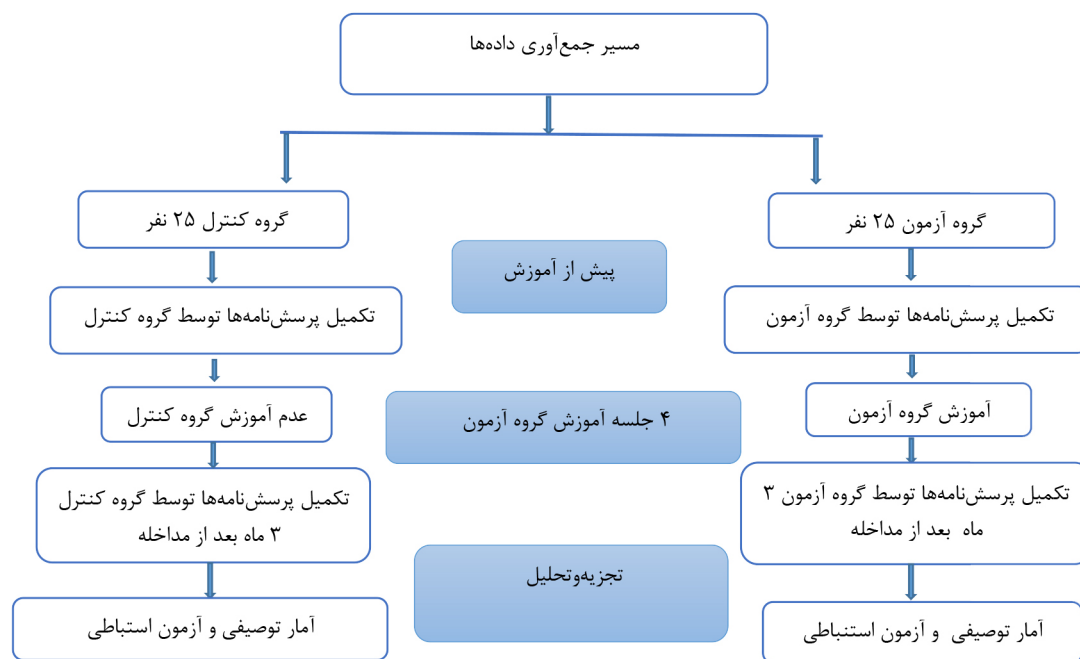 مسیر جمع‌آوری داده‌ها
گروه آزمون ۲۵ نفر
گروه کنترل ۲۵ نفر
پیش از آموزش
تکمیل پرسش‌نامه‌ها توسط گروه آزمون
تکمیل پرسش‌نامه‌ها توسط گروه کنترل
آموزش گروه آزمون
۴ جلسه آموزش گروه آزمون
عدم آموزش گروه کنترل
تکمیل پرسش‌نامه‌ها توسط گروه آزمون ۳
ماه بعد از مداخله
تکمیل پرسش‌نامه‌ها توسط گروه کنترل
۳ ماه بعد از مداخله
تجزیه‌وتحلیل
آمار توصیفی و آزمون استنباطی
آمار توصیفی و آزمون استباطی